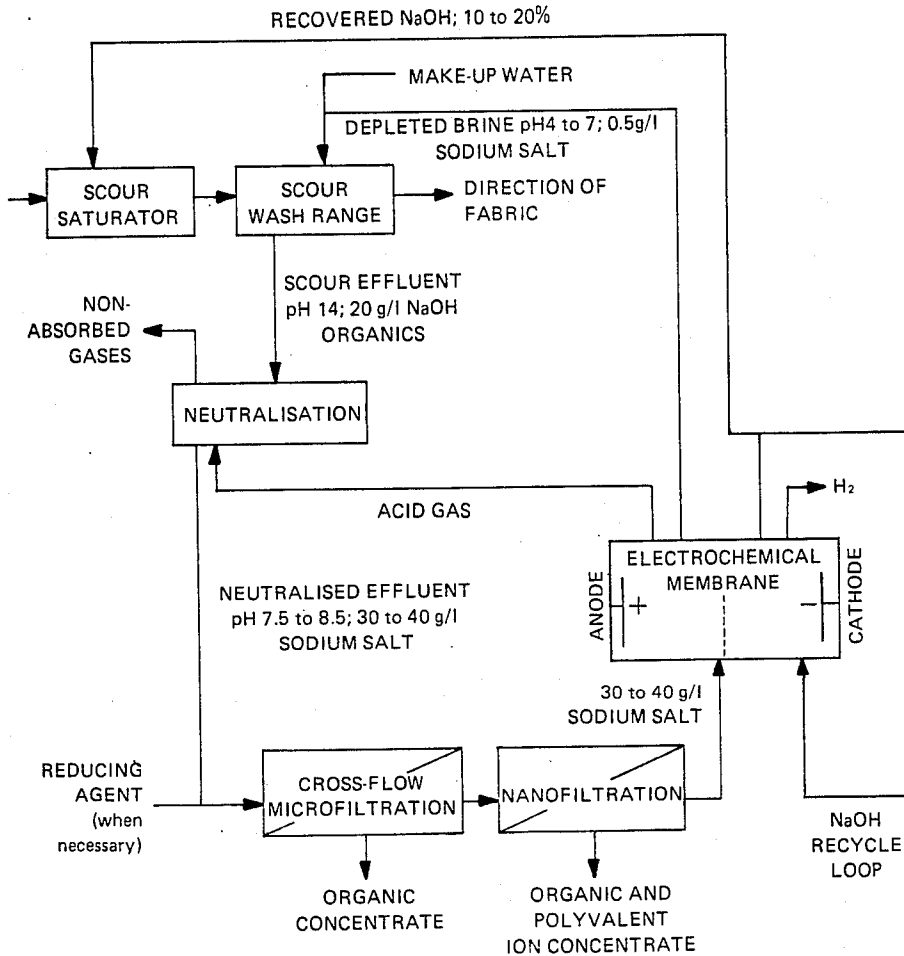 RECOVERED NaOH; 10 to 20%
MAKE-UP WATER
DEPLETED BRINE pH4 to 7; 0.5g/l
SODIUM SALT
SCOUR
SATURATOR
SCOUR
WASH RANGE
DIRECTION OF
FABRIC
SCOUR EFFLUENT
pH 14; 20 g/l NaOH
ORGANICS
NON-
ABSORBED
GASES
NEUTRALISATION
ACID GAS
H₂
ELECTROCHEMICAL
MEMBRANE
ANODE
+
−
CATHODE
NEUTRALISED EFFLUENT
pH 7.5 to 8.5; 30 to 40 g/l
SODIUM SALT
30 to 40 g/l
SODIUM SALT
REDUCING
AGENT
(when
necessary)
CROSS-FLOW
MICROFILTRATION
NANOFILTRATION
NaOH
RECYCLE
LOOP
ORGANIC
CONCENTRATE
ORGANIC AND
POLYVALENT
ION CONCENTRATE